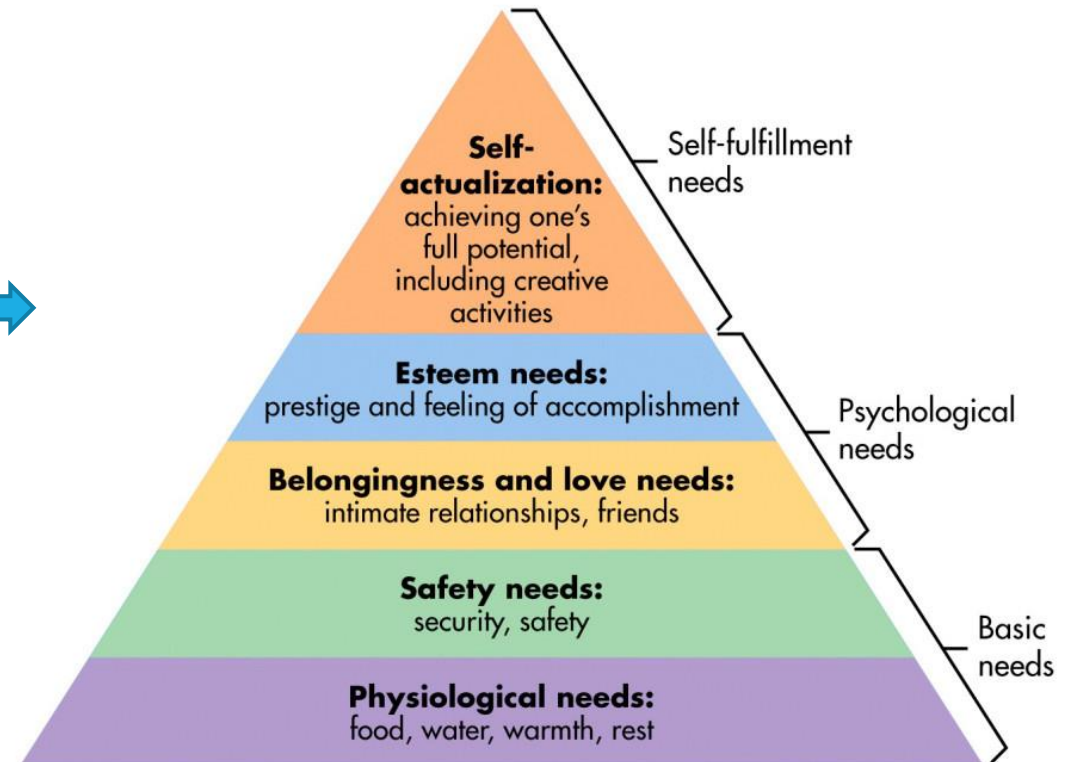 Self-
actualization:
achieving one's
full potential,
including creative
activities
Self-fulfillment
needs
Esteem needs:
prestige and feeling of accomplishment
Belongingness and love needs:
intimate relationships, friends
Psychological
needs
Safety needs:
security, safety
Physiological needs:
food, water, warmth, rest
Basic
needs